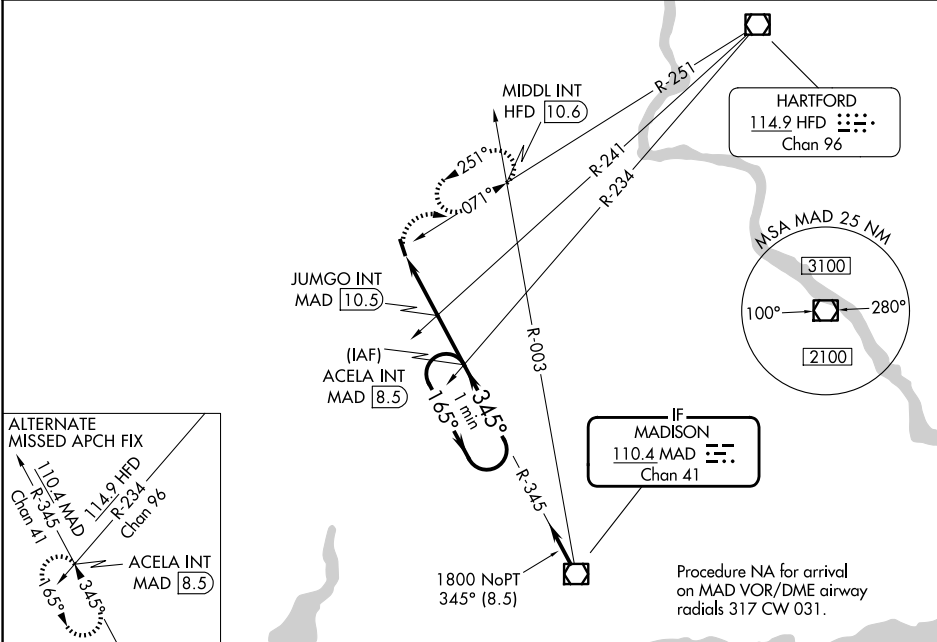 R-251
MIDDL INT
HFD 10.6
HARTFORD
114.9 HFD
Chan 96
251°
R-241
071°
R-234
MSA MAD 25 NM
3100
100°
280°
2100
JUMGO INT
MAD 10.5
(IAF)
ACELA INT
MAD 8.5
R-003
165°
1 min
345°
IF
MADISON
110.4 MAD
Chan 41
R-345
1800 NoPT
345° (8.5)
Procedure NA for arrival
on MAD VOR/DME airway
radials 317 CW 031.
ALTERNATE
MISSED APCH FIX
110.4 MAD
R-345
Chan 41
114.9 HFD
R-234
Chan 96
ACELA INT
MAD 8.5
165°
345°